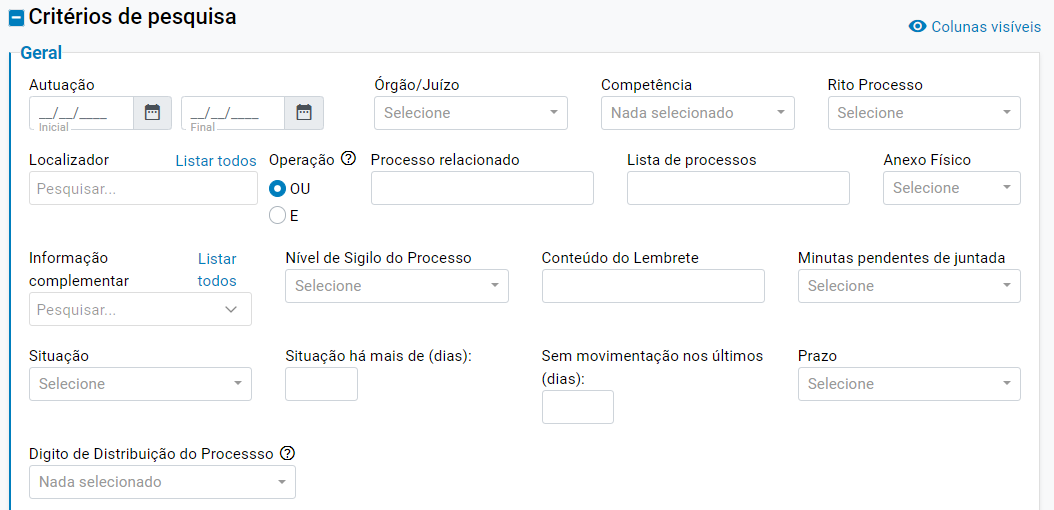 Critérios de pesquisa
Colunas visíveis
Geral
Autuação
__/__/____
Inicial
__/__/____
Final
Órgão/Juízo
Selecione
Competência
Nada selecionado
Rito Processo
Selecione
Localizador
Listar todos
Pesquisar...
Operação
OU
E
Processo relacionado
Lista de processos
Anexo Físico
Selecione
Informação
complementar
Listar
todos
Pesquisar...
Nível de Sigilo do Processo
Selecione
Conteúdo do Lembrete
Minutas pendentes de juntada
Selecione
Situação
Selecione
Situação há mais de (dias):
Sem movimentação nos últimos
(dias):
Prazo
Selecione
Digito de Distribuição do Processso
Nada selecionado